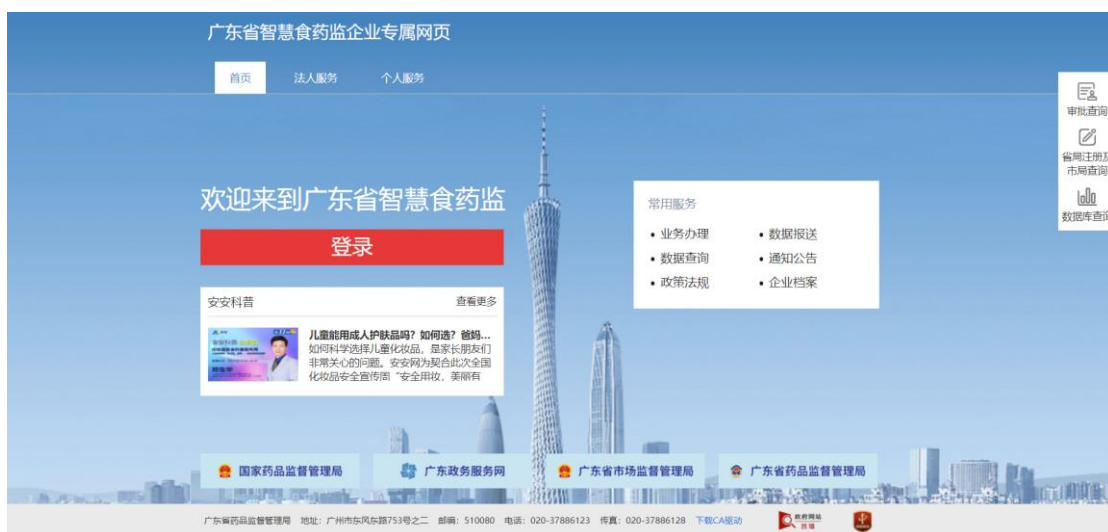 广东省智慧食药监企业专属网页
首页
法人服务
个人服务
审批查询
省局注册及
市局查询
数据库查询
欢迎来到广东省智慧食药监
登录
常用服务
• 业务办理
• 数据报送
• 数据查询
• 通知公告
• 政策法规
• 企业档案
安安科普
查看更多
儿童能用成人护肤品吗？如何选？爸妈...
如何科学选择儿童化妆品，是家长朋友们
非常关心的问题。安安网为契合此次全国
化妆品安全宣传周“安全用妆，美丽有
国家药品监督管理局
广东政务服务网
广东省市场监督管理局
广东省药品监督管理局
广东省药品监督管理局 地址：广州市东风东路753号之二 邮编：510080 电话：020-37886123 传真：020-37886128 下载CA驱动
政府网站
找错